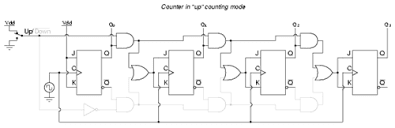 Counter in "up" counting mode
Vdd Vdd Q0 Q1 Q2 Q3
Up/Down
J Q J Q J Q J Q
C C C C
K Q K Q K Q K Q